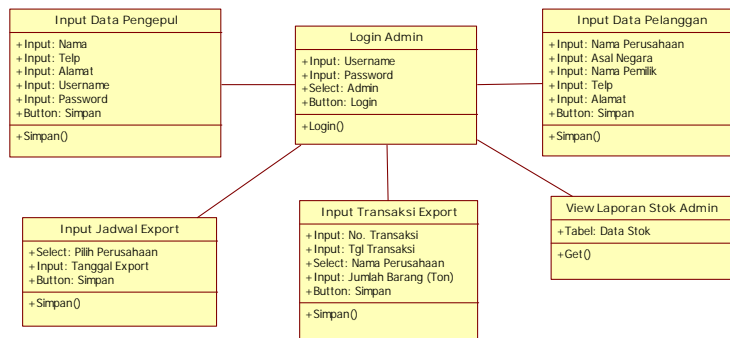 Input Data Pengepul
+Input: Nama
+Input: Telp
+Input: Alamat
+Input: Username
+Input: Password
+Button: Simpan
+Simpan()
Login Admin
+Input: Username
+Input: Password
+Select: Admin
+Button: Login
+Login()
Input Data Pelanggan
+Input: Nama Perusahaan
+Input: Asal Negara
+Input: Nama Pemilik
+Input: Telp
+Input: Alamat
+Button: Simpan
+Simpan()
Input Jadwal Export
+Select: Pilih Perusahaan
+Input: Tanggal Export
+Button: Simpan
+Simpan()
Input Transaksi Export
+Input: No. Transaksi
+Input: Tgl Transaksi
+Select: Nama Perusahaan
+Input: Jumlah Barang (Ton)
+Button: Simpan
+Simpan()
View Laporan Stok Admin
+Tabel: Data Stok
+Get()